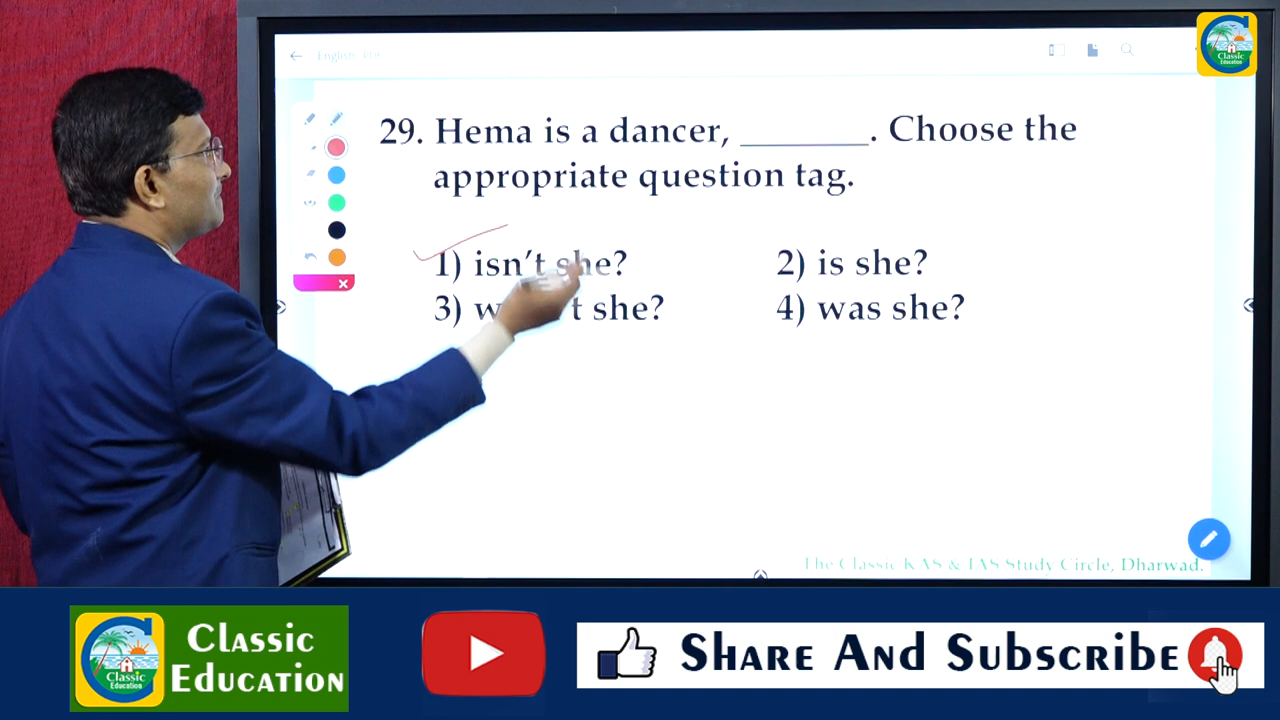 Classic
Education
29. Hema is a dancer, ________. Choose the
appropriate question tag.
1) isn't she?
2) is she?
3) t she?
4) was she?
The Classic KAS & IAS Study Circle, Dharwad.
Classic
Education
Classic
Education
Share And Subscribe